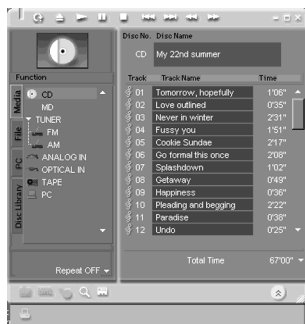 Disc No. Disc Name
CD My 22nd summer
Function
Media
File
PC
Disc Library
CD
MD
TUNER
FM
AM
ANALOG IN
OPTICAL IN
TAPE
PC
Repeat OFF
Track Track Name Time
01 Tomorrow, hopefully 1'06"
02 Love outlined 0'35"
03 Never in winter 2'31"
04 Fussy you 1'51"
05 Cookie Sundae 2'17"
06 Go formal this once 2'08"
07 Splashdown 1'02"
08 Getaway 0'49"
09 Happiness 0'36"
10 Pleading and begging 2'22"
11 Paradise 0'38"
12 Undo 0'25"
Total Time 67'00"